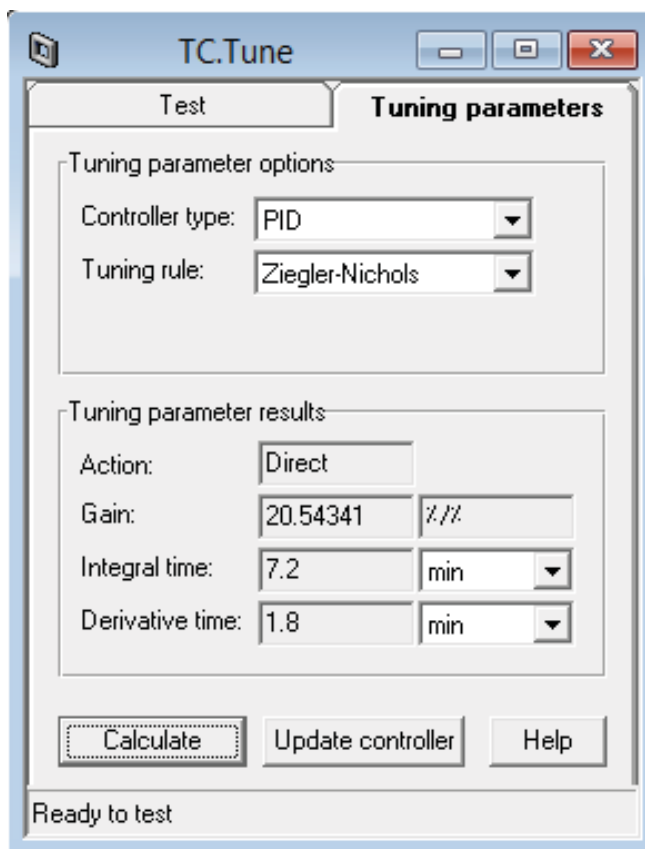 TC.Tune
Test
Tuning parameters
Tuning parameter options
Controller type: PID
Tuning rule: Ziegler-Nichols
Tuning parameter results
Action: Direct
Gain: 20.54341 %/%
Integral time: 7.2 min
Derivative time: 1.8 min
Calculate Update controller Help
Ready to test